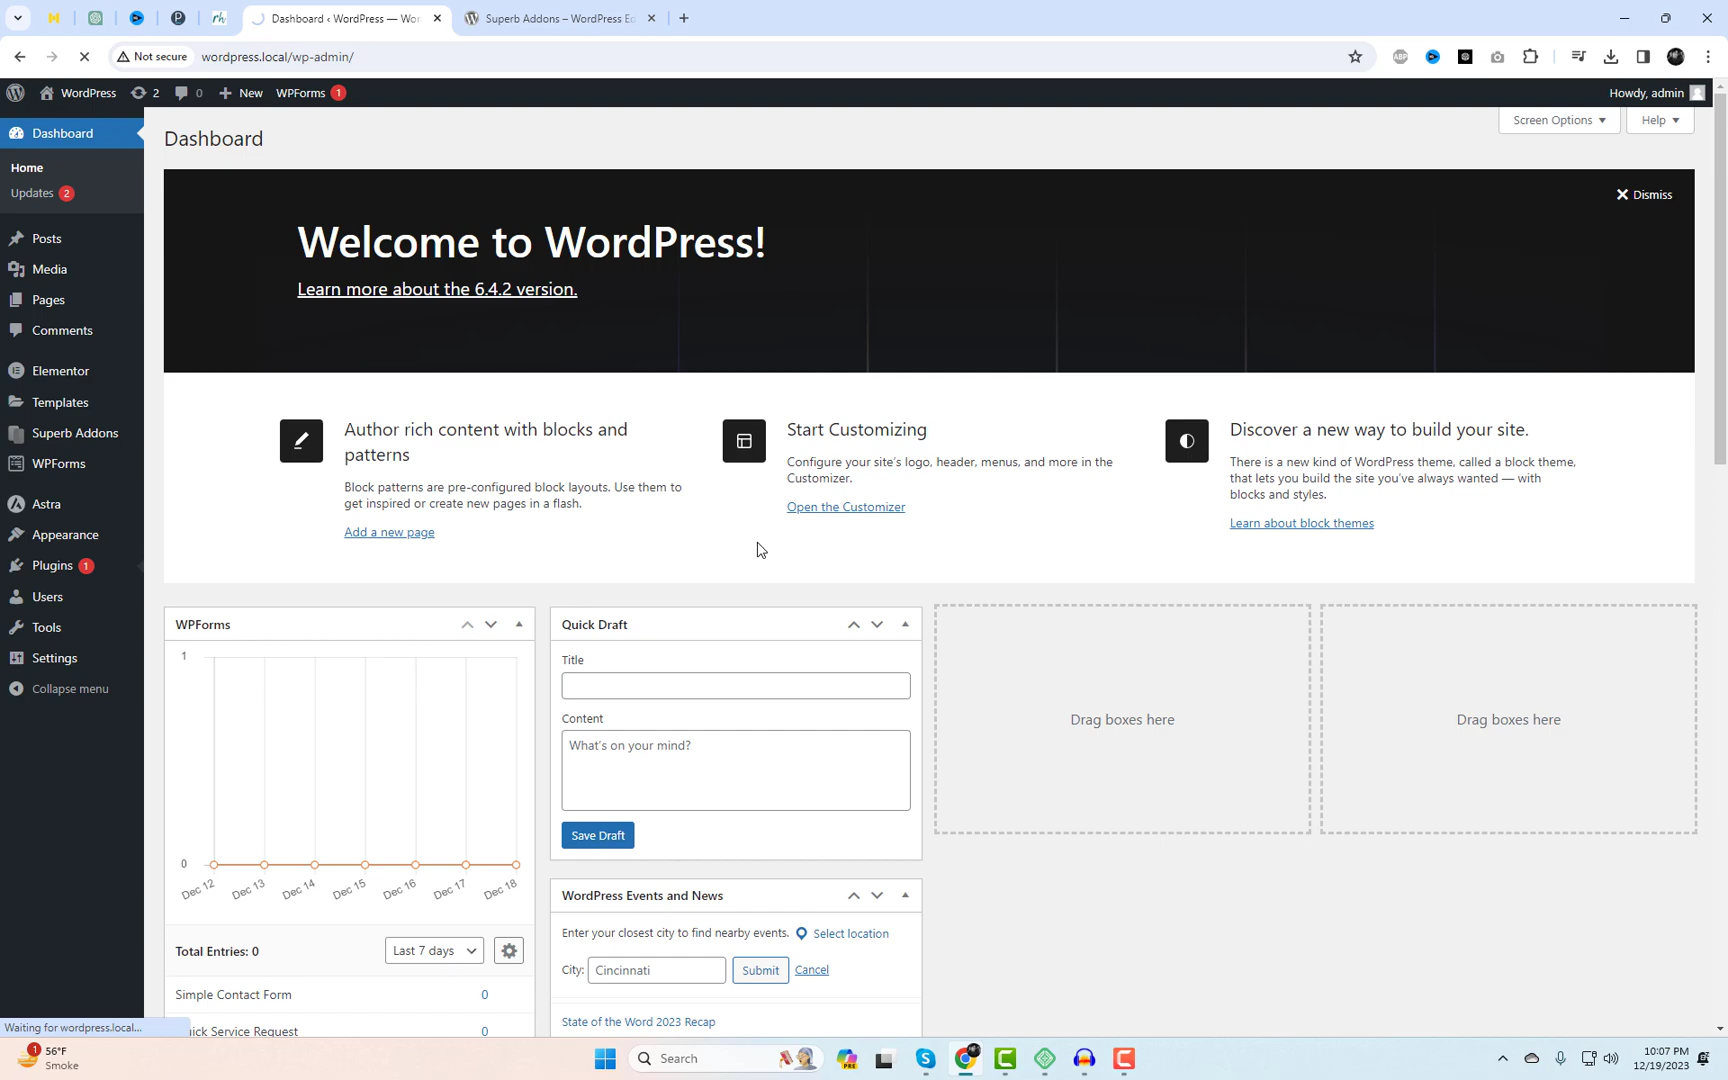 Dashboard ‹ WordPress — Wor
Superb Addons – WordPress Ed
Not secure
wordpress.local/wp-admin/
WordPress
2
0
New
WPForms 1
Howdy, admin
Dashboard
Home
Updates 2
Posts
Media
Pages
Comments
Elementor
Templates
Superb Addons
WPForms
Astra
Appearance
Plugins 1
Users
Tools
Settings
Collapse menu
Dashboard
Screen Options
Help
Dismiss
Welcome to WordPress!
Learn more about the 6.4.2 version.
Author rich content with blocks and
patterns
Block patterns are pre-configured block layouts. Use them to
get inspired or create new pages in a flash.
Add a new page
Start Customizing
Configure your site's logo, header, menus, and more in the
Customizer.
Open the Customizer
Discover a new way to build your site.
There is a new kind of WordPress theme, called a block theme,
that lets you build the site you've always wanted — with
blocks and styles.
Learn about block themes
WPForms
1
0
Dec 12
Dec 13
Dec 14
Dec 15
Dec 16
Dec 17
Dec 18
Total Entries: 0
Last 7 days
Simple Contact Form 0
uick Service Request 0
Quick Draft
Title
Content
What's on your mind?
Save Draft
WordPress Events and News
Enter your closest city to find nearby events.
Select location
City:
Cincinnati
Submit
Cancel
State of the Word 2023 Recap
Drag boxes here
Drag boxes here
Waiting for wordpress.local...
1
56°F
Smoke
Search
PRE
10:07 PM
12/19/2023